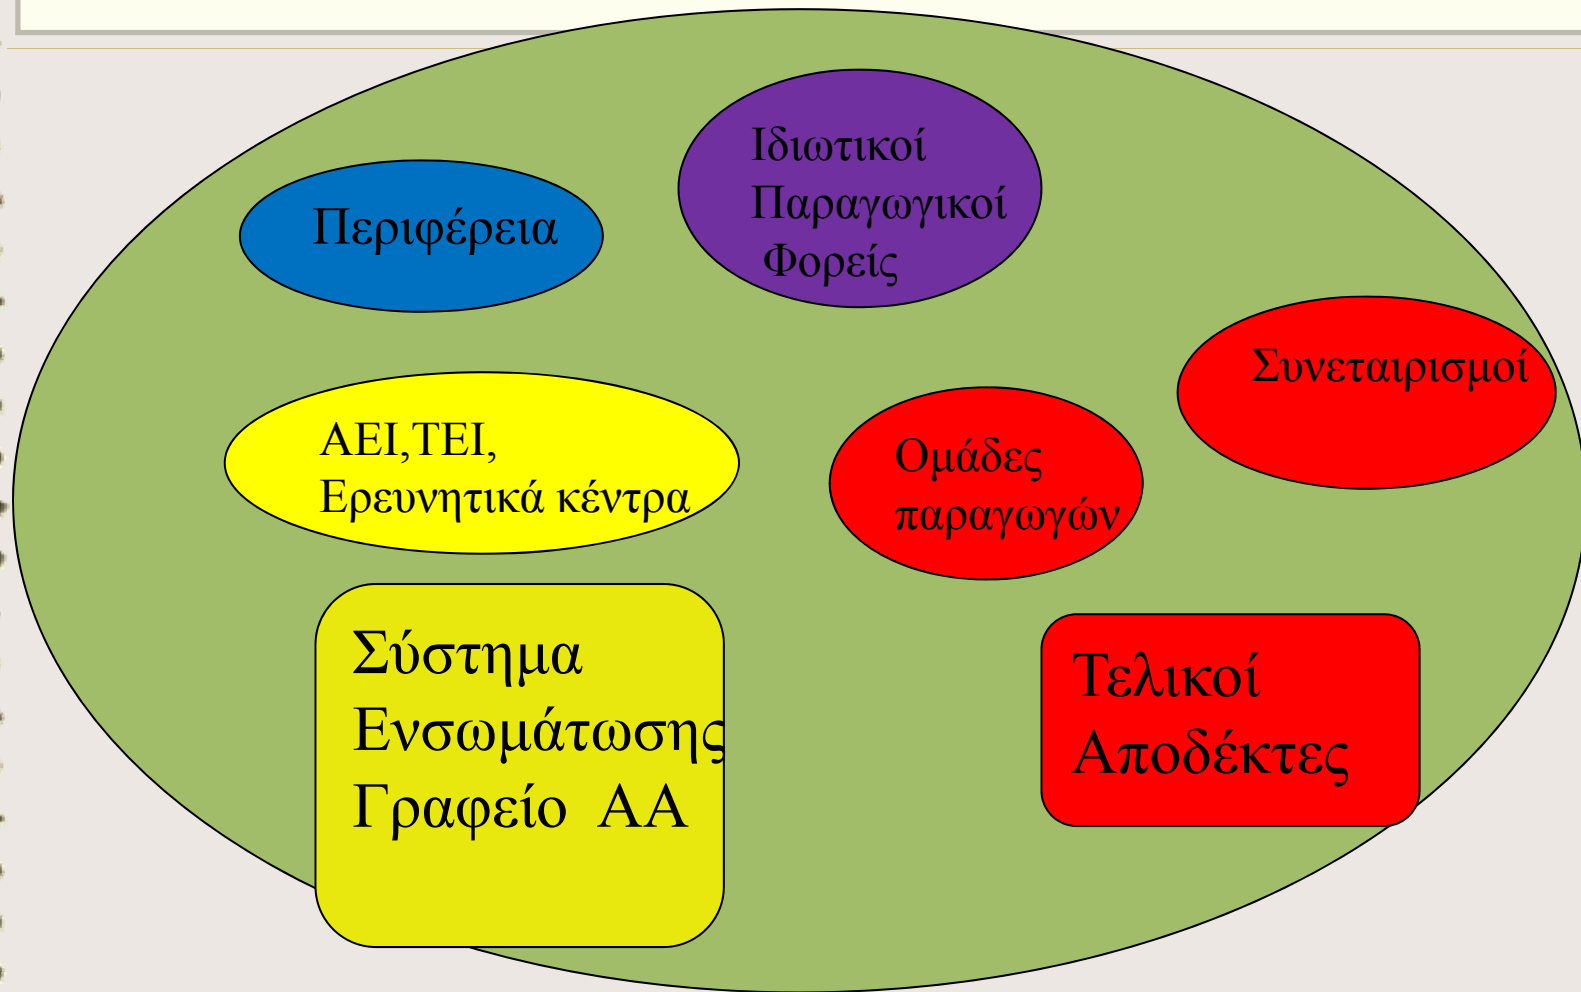 Περιφέρεια
Ιδιωτικοί
Παραγωγικοί
Φορείς
Συνεταιρισμοί
ΑΕΙ,ΤΕΙ,
Ερευνητικά κέντρα
Ομάδες
παραγωγών
Σύστημα
Ενσωμάτωσης
Γραφείο ΑΑ
Τελικοί
Αποδέκτες